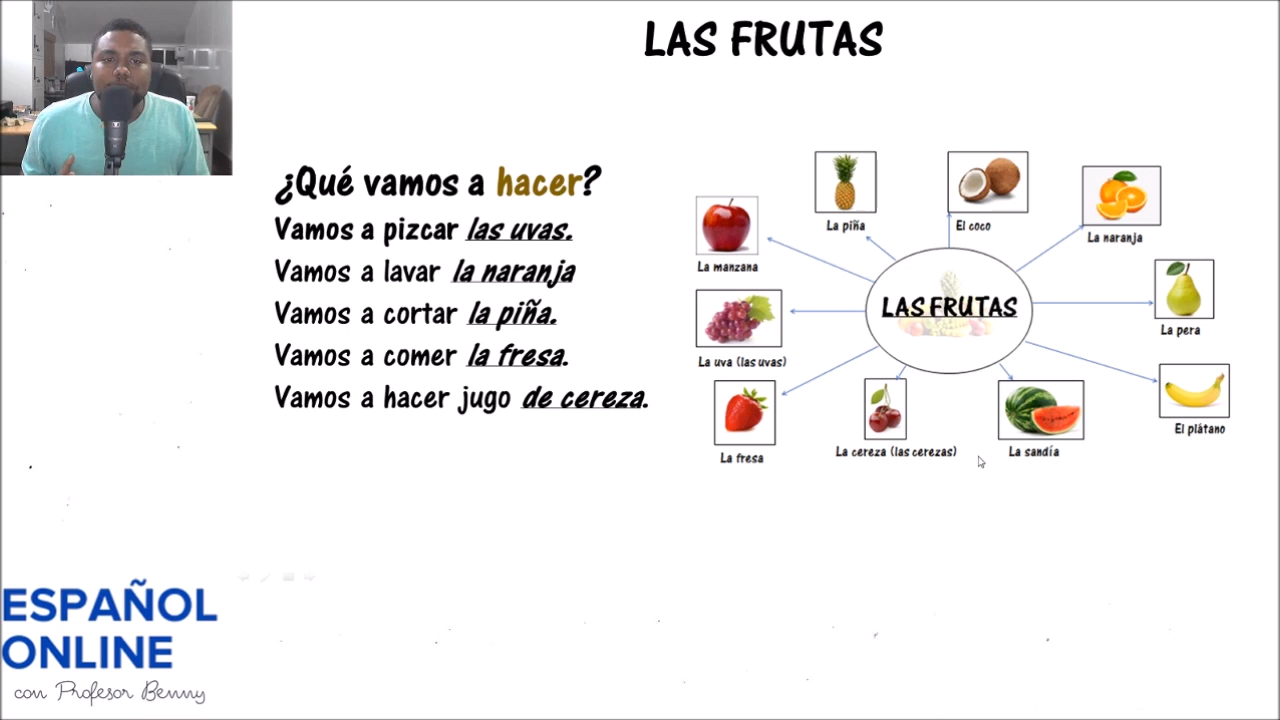 LAS FRUTAS
¿Qué vamos a hacer?
Vamos a pizcar las uvas.
Vamos a lavar la naranja
Vamos a cortar la piña.
Vamos a comer la fresa.
Vamos a hacer jugo de cereza.
La piña
El coco
La naranja
La manzana
LAS FRUTAS
La pera
La uva (las uvas)
El plátano
La fresa
La cereza (las cerezas)
La sandía
ESPAÑOL
ONLINE
con Profesor Benny